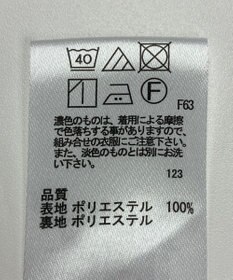 40
F
F63
濃色のものは、着用による摩擦
で色落ちする事がありますので、
組み合せの衣服にご注意下さい。
また、淡色のものとは別にお洗
い下さい。
123
品質
表地 ポリエステル 100%
裏地 ポリエステル